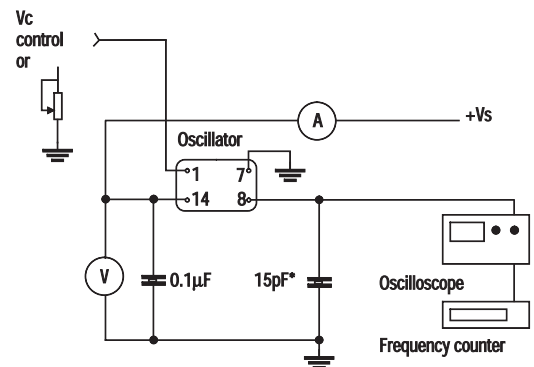 Vc
control
or
A
+Vs
Oscillator
1
7
14
8
V
0.1µF
15pF*
Oscilloscope
Frequency counter